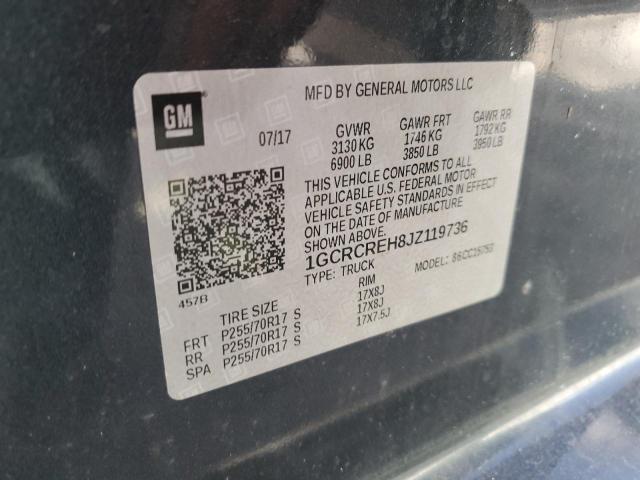 MFD BY GENERAL MOTORS LLC
GM
07/17
GVWR
3130 KG
6900 LB
GAWR FRT
1746 KG
3850 LB
GAWR RR
1792 KG
3950 LB
THIS VEHICLE CONFORMS TO ALL
APPLICABLE U.S. FEDERAL MOTOR
VEHICLE SAFETY STANDARDS IN EFFECT
ON THE DATE OF MANUFACTURE
SHOWN ABOVE.
1GCRCREH8JZ119736
TYPE: TRUCK
MODEL:
457B
TIRE SIZE RIM
FRT P255/70R17 S 17X8J
RR P255/70R17 S 17X8J
SPA P255/70R17 S 17X7.5J